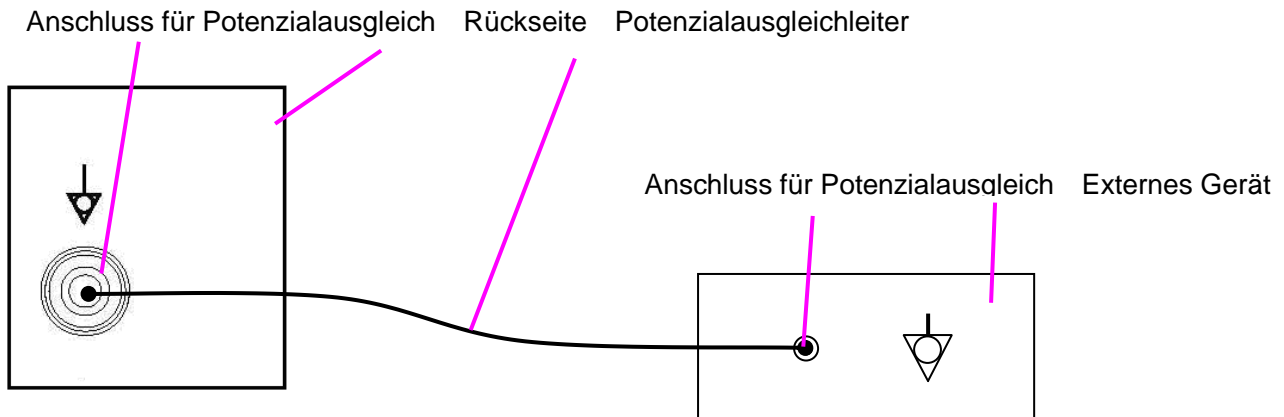 Anschluss für Potenzialausgleich Rückseite Potenzialausgleichleiter
Anschluss für Potenzialausgleich Externes Gerät